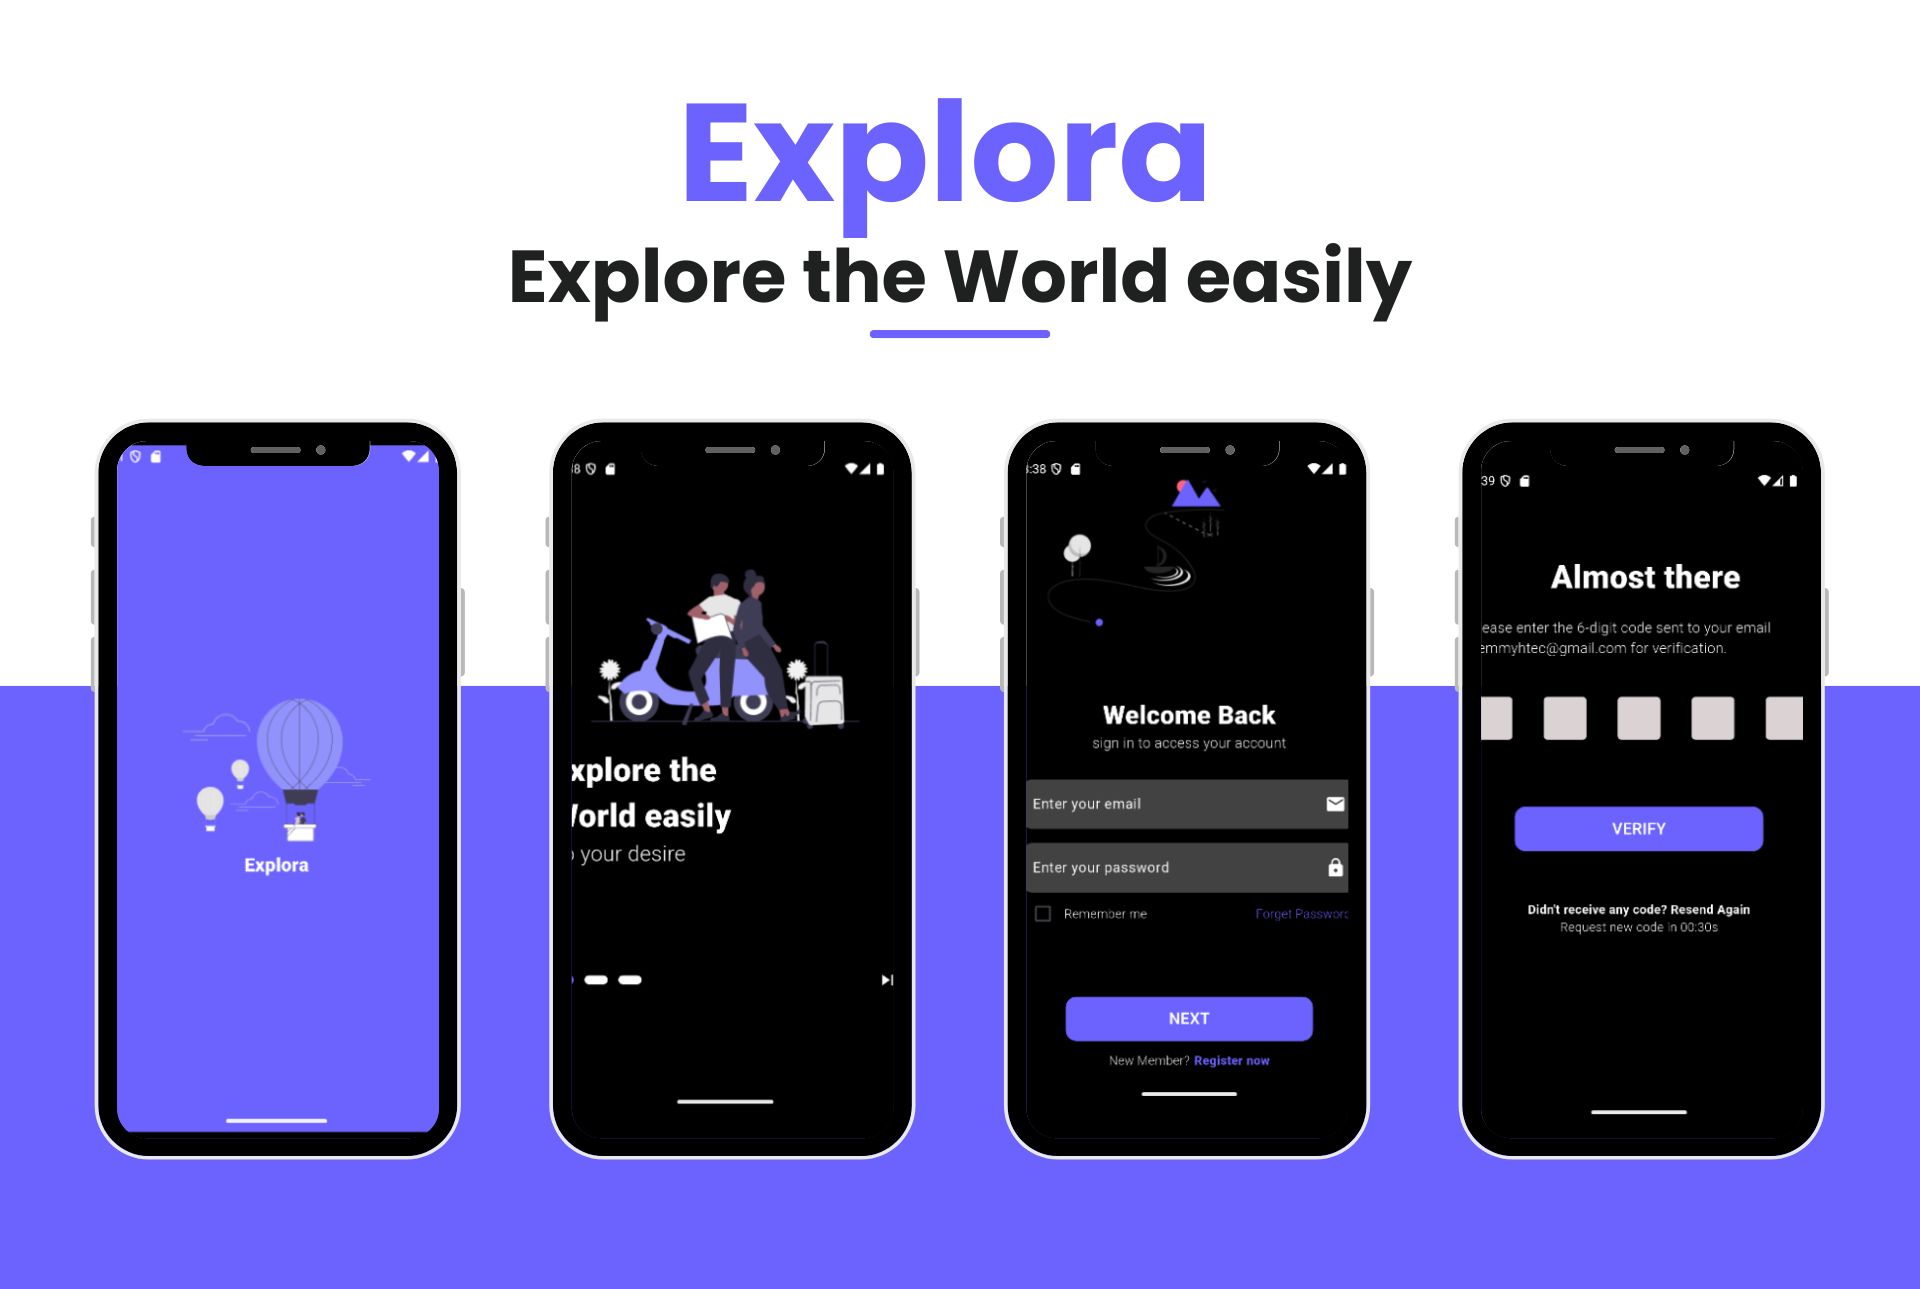 Explora
Explore the World easily
Explora
8
xplore the
orld easily
your desire
:38
Welcome Back
sign in to access your account
Enter your email
Enter your password
Remember me
Forget Password
NEXT
New Member? Register now
39
Almost there
ease enter the 6-digit code sent to your email
emmyhtec@gmail.com for verification.
VERIFY
Didn't receive any code? Resend Again
Request new code in 00:30s